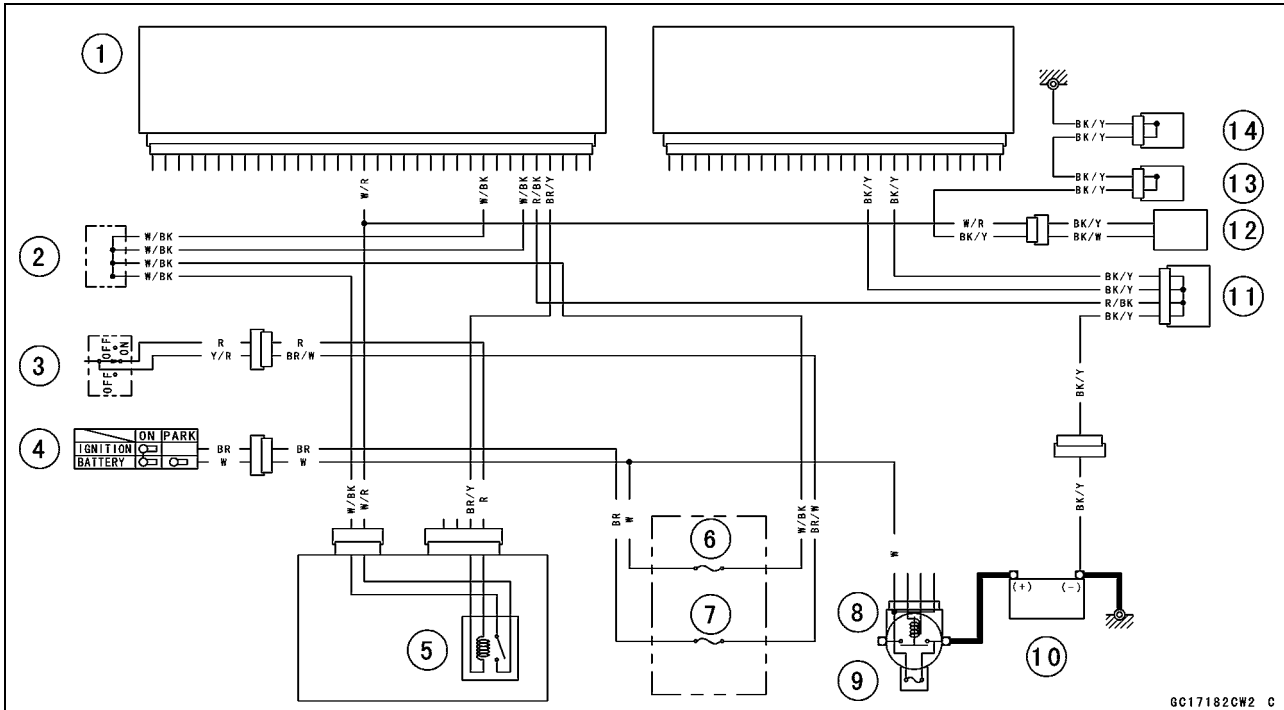 1
W/R
W/BK
W/BK
R/BK
BR/Y
BK/Y
BK/Y
BK/Y
BK/Y
14
BK/Y
BK/Y
13
W/R
BK/Y
BK/Y
BK/W
12
2
W/BK
W/BK
W/BK
W/BK
BK/Y
BK/Y
R/BK
BK/Y
11
3
OFF
ON
OFF
R
Y/R
R
BR/W
BK/Y
4
ON PARK
IGNITION
BATTERY
BR
W
BR
W
BK/Y
W/BK
W/R
BR/Y
R
BR
W
6
W/BK
BR/W
W
7
5
8
9
(+) (-)
10
GC17182CW2 C